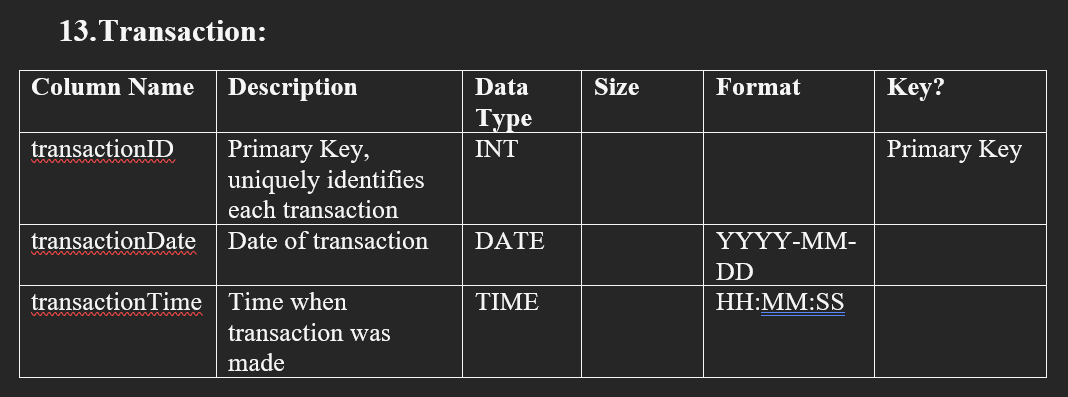 13.Transaction:
Column Name Description Data Size Format Key?
Type
transactionID Primary Key, INT Primary Key
uniquely identifies
each transaction
transactionDate Date of transaction DATE YYYY-MM-
DD
transactionTime Time when TIME HH:MM:SS
transaction was
made